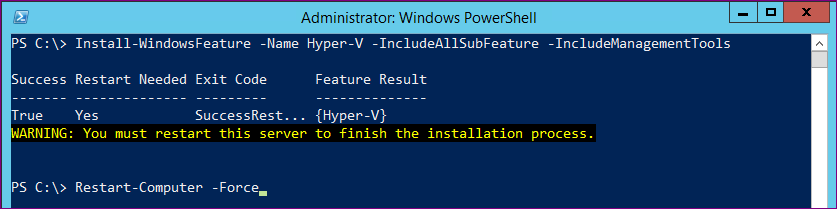 Administrator: Windows PowerShell
PS C:\> Install-WindowsFeature -Name Hyper-V -IncludeAllSubFeature -IncludeManagementTools
Success Restart Needed Exit Code      Feature Result
------- -------------- ---------      --------------
True    Yes            SuccessRest... {Hyper-V}
WARNING: You must restart this server to finish the installation process.
PS C:\> Restart-Computer -Force